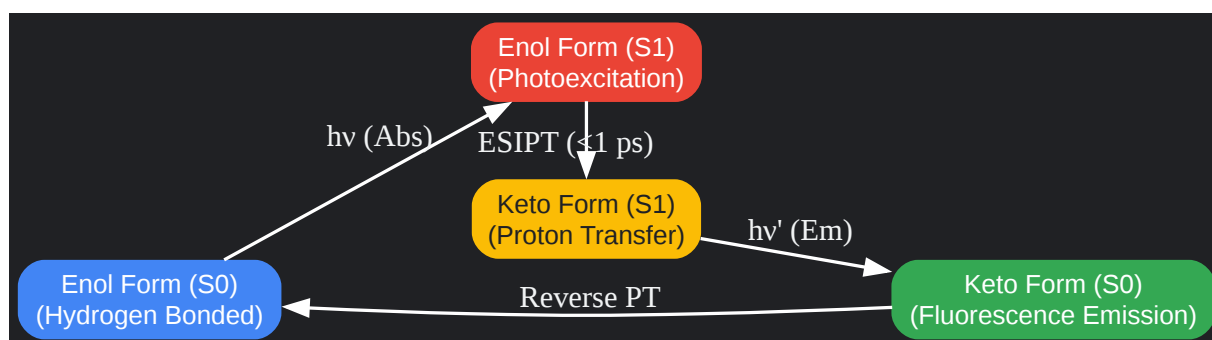 Enol Form (S1)
(Photoexcitation)
hν (Abs)
ESIPT (<1 ps)
Keto Form (S1)
(Proton Transfer)
hν' (Em)
Enol Form (S0)
(Hydrogen Bonded)
Reverse PT
Keto Form (S0)
(Fluorescence Emission)